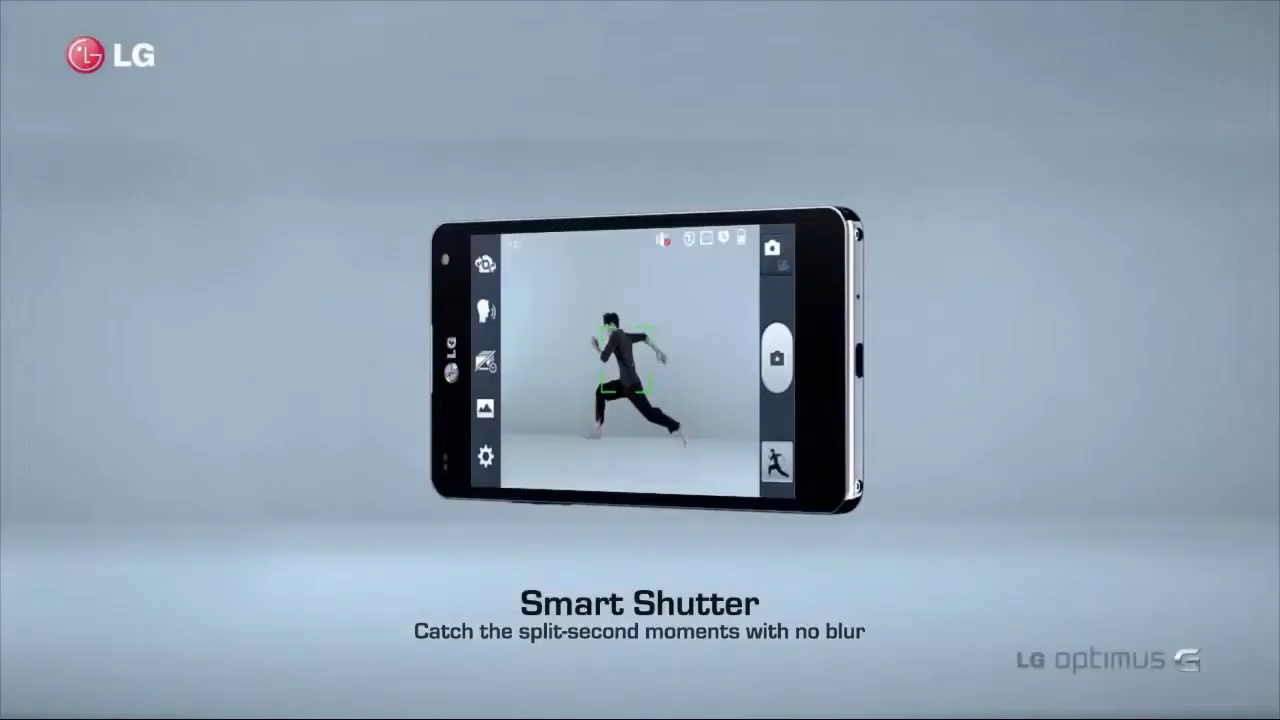 LG
LG
Smart Shutter
Catch the split-second moments with no blur
LG optimus G